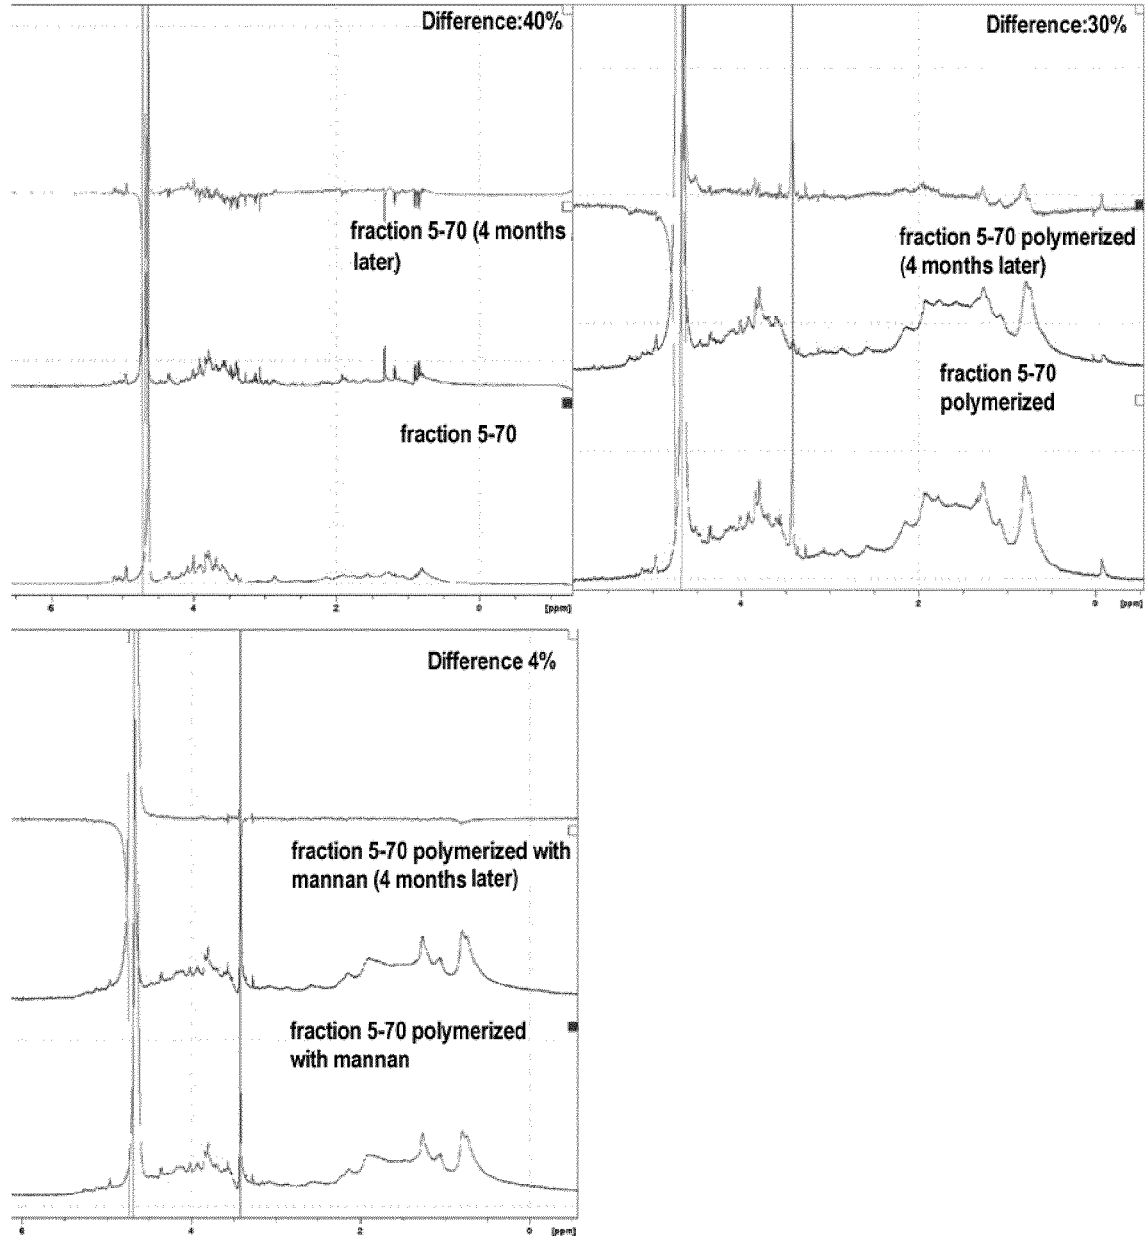 Difference:40%
fraction 5-70 (4 months
later)
fraction 5-70
6 4 2 0 [ppm]
Difference:30%
fraction 5-70 polymerized
(4 months later)
fraction 5-70
polymerized
4 2 0 [ppm]
Difference 4%
fraction 5-70 polymerized with
mannan (4 months later)
fraction 5-70 polymerized
with mannan
6 4 2 0 [ppm]